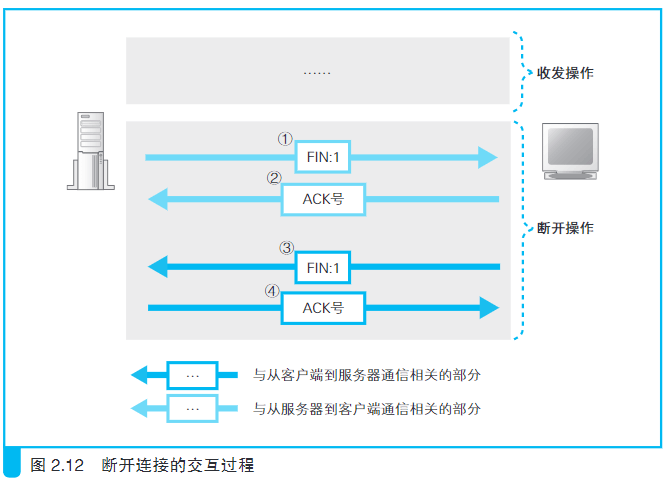 ……
收发操作
①
FIN:1
②
ACK号
断开操作
③
FIN:1
④
ACK号
… 与从客户端到服务器通信相关的部分
… 与从服务器到客户端通信相关的部分
图 2.12 断开连接的交互过程